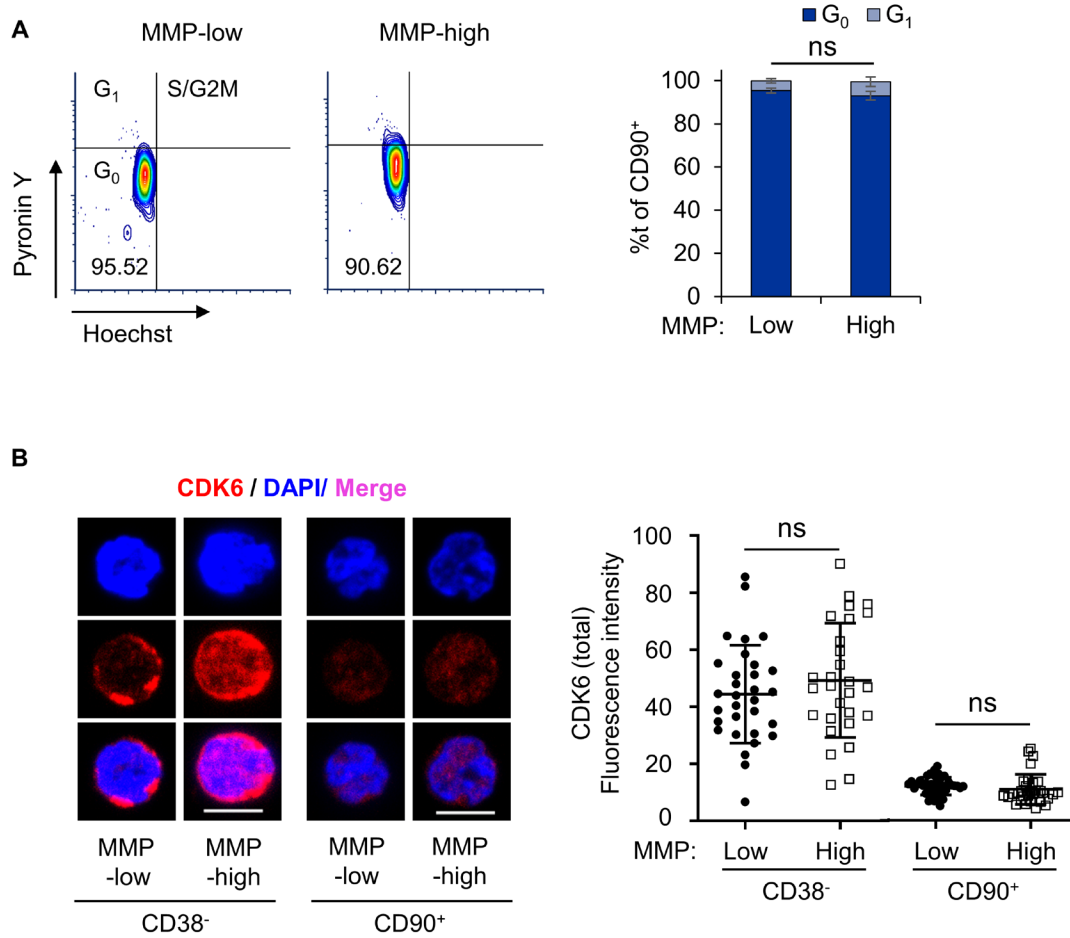 A
MMP-low
MMP-high
G1
S/G2M
G0
95.52
90.62
Pyronin Y
Hoechst
G0 G1
ns
100
80
60
40
20
0
%t of CD90+
MMP: Low High
B
CDK6 / DAPI/ Merge
MMP -low
MMP -high
MMP -low
MMP -high
CD38-
CD90+
ns
ns
100
80
60
40
20
0
CDK6 (total)
Fluorescence intensity
MMP: Low High Low High
CD38- CD90+